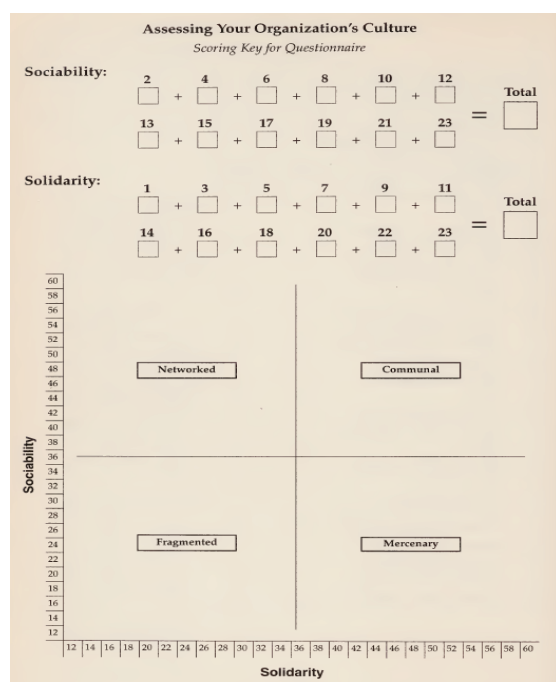 Assessing Your Organization's Culture
Scoring Key for Questionnaire
Sociability:
2 4 6 8 10 12
+ + + + +
Total
=
13 15 17 19 21 23
+ + + + +
Solidarity:
1 3 5 7 9 11
+ + + + +
Total
=
14 16 18 20 22 23
+ + + + +
60
58
56
54
52
50
48
46
44
42
40
38
36
34
32
30
28
26
24
22
20
18
16
14
12
Sociability
Networked
Communal
Fragmented
Mercenary
12 14 16 18 20 22 24 26 28 30 32 34 36 38 40 42 44 46 48 50 52 54 56 58 60
Solidarity